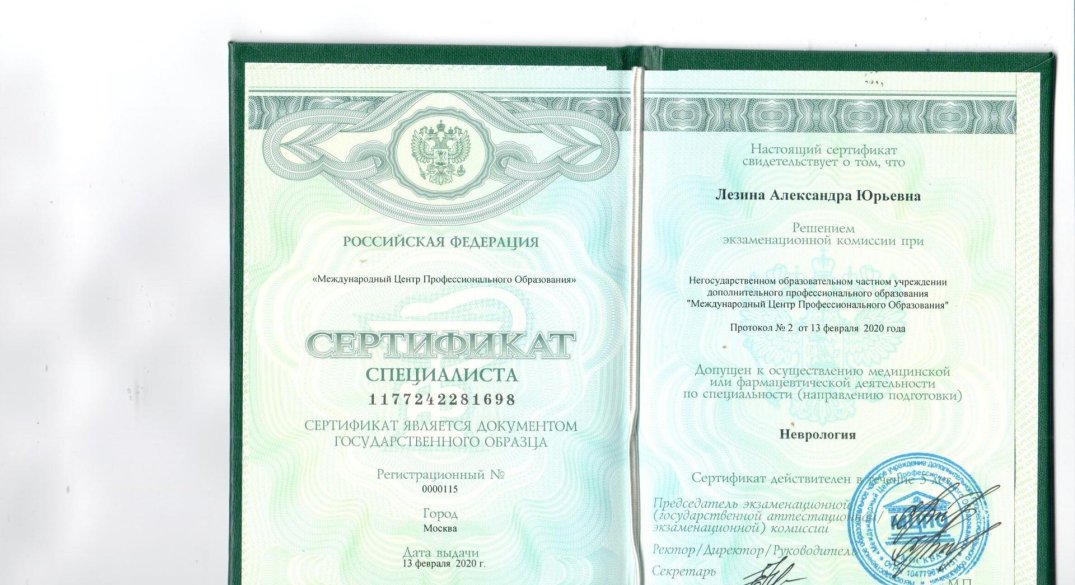 РОССИЙСКАЯ ФЕДЕРАЦИЯ
«Международный Центр Профессионального Образования»
СЕРТИФИКАТ
СПЕЦИАЛИСТА
1177242281698
СЕРТИФИКАТ ЯВЛЯЕТСЯ ДОКУМЕНТОМ
ГОСУДАРСТВЕННОГО ОБРАЗЦА
Регистрационный №
0000115
Город
Москва
Дата выдачи
13 февраля 2020 г.
Настоящий сертификат
свидетельствует о том, что
Лезина Александра Юрьевна
Решением
экзаменационной комиссии при
Негосударственном образовательном частном учреждении
дополнительного профессионального образования
"Международный Центр Профессионального Образования"
Протокол № 2 от 13 февраля 2020 года
Допущен к осуществлению медицинской
или фармацевтической деятельности
по специальности (направлению подготовки)
Неврология
Сертификат действителен в течение 5
Председатель экзаменационной
(государственной аттестационной
экзаменационной) комиссии
Ректор/Директор/Руководитель
Секретарь
МП